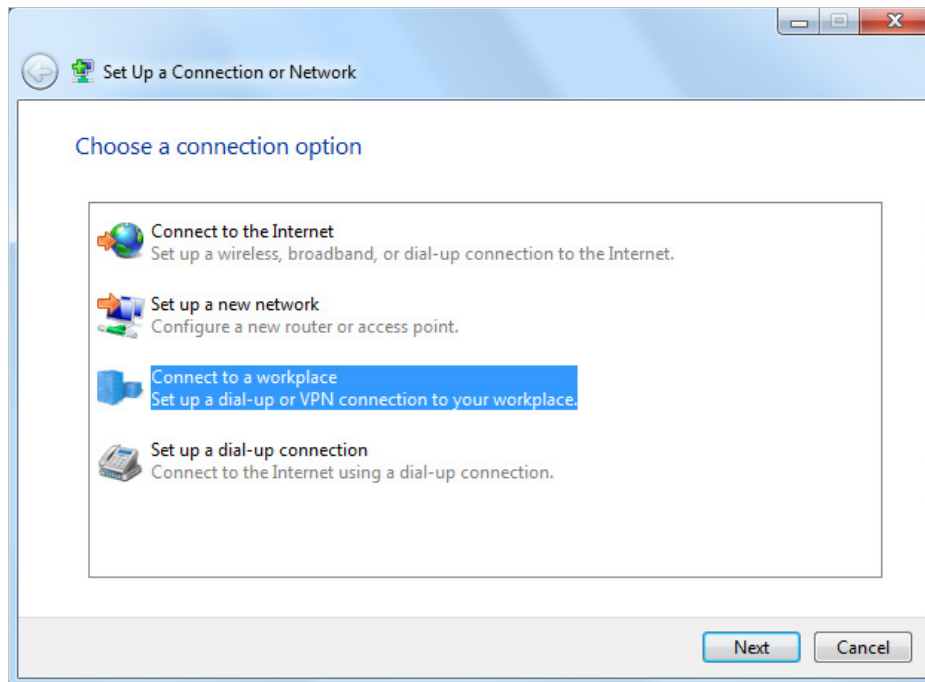 Set Up a Connection or Network
Choose a connection option
Connect to the Internet
Set up a wireless, broadband, or dial-up connection to the Internet.
Set up a new network
Configure a new router or access point.
Connect to a workplace
Set up a dial-up or VPN connection to your workplace.
Set up a dial-up connection
Connect to the Internet using a dial-up connection.
Next
Cancel